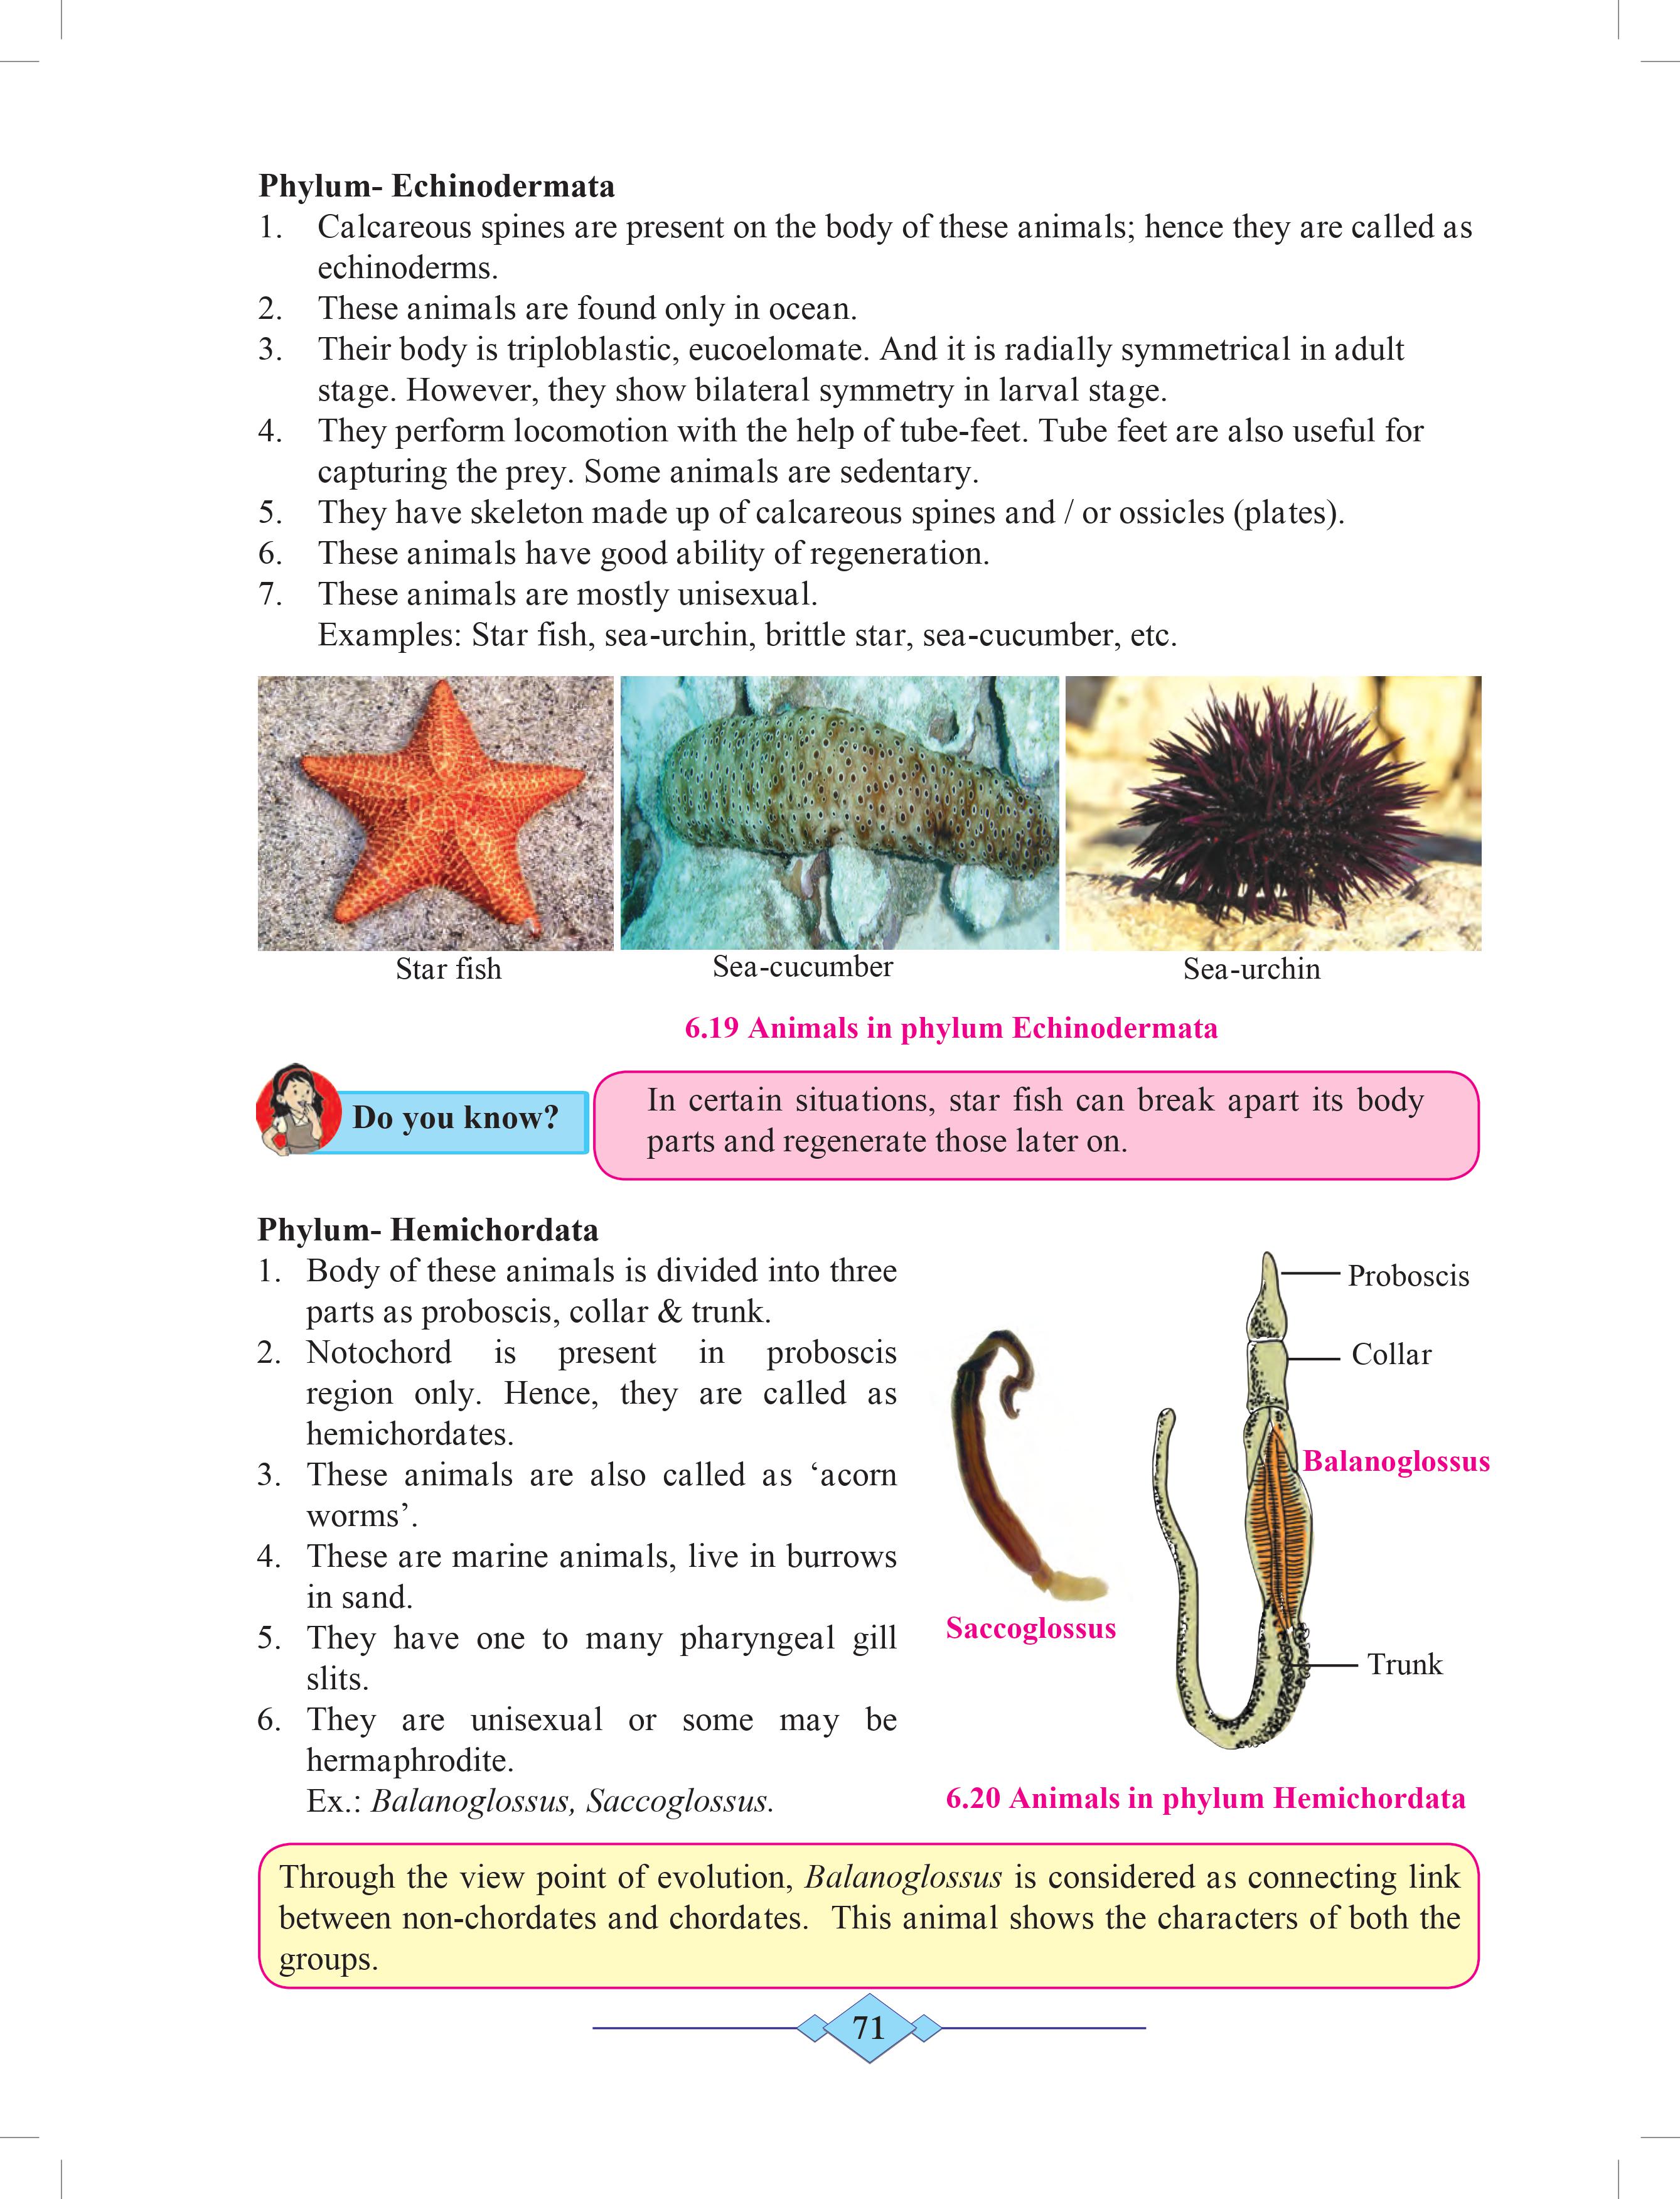 Phylum- Echinodermata
1. Calcareous spines are present on the body of these animals; hence they are called as
echinoderms.
2. These animals are found only in ocean.
3. Their body is triploblastic, eucoelomate. And it is radially symmetrical in adult
stage. However, they show bilateral symmetry in larval stage.
4. They perform locomotion with the help of tube-feet. Tube feet are also useful for
capturing the prey. Some animals are sedentary.
5. They have skeleton made up of calcareous spines and / or ossicles (plates).
6. These animals have good ability of regeneration.
7. These animals are mostly unisexual.
Examples: Star fish, sea-urchin, brittle star, sea-cucumber, etc.
Star fish
Sea-cucumber
Sea-urchin
6.19 Animals in phylum Echinodermata
Do you know?
In certain situations, star fish can break apart its body
parts and regenerate those later on.
Phylum- Hemichordata
1. Body of these animals is divided into three
parts as proboscis, collar & trunk.
2. Notochord is present in proboscis
region only. Hence, they are called as
hemichordates.
3. These animals are also called as ‘acorn
worms’.
4. These are marine animals, live in burrows
in sand.
5. They have one to many pharyngeal gill
slits.
6. They are unisexual or some may be
hermaphrodite.
Ex.: Balanoglossus, Saccoglossus.
Proboscis
Collar
Balanoglossus
Saccoglossus
Trunk
6.20 Animals in phylum Hemichordata
Through the view point of evolution, Balanoglossus is considered as connecting link
between non-chordates and chordates. This animal shows the characters of both the
groups.
71